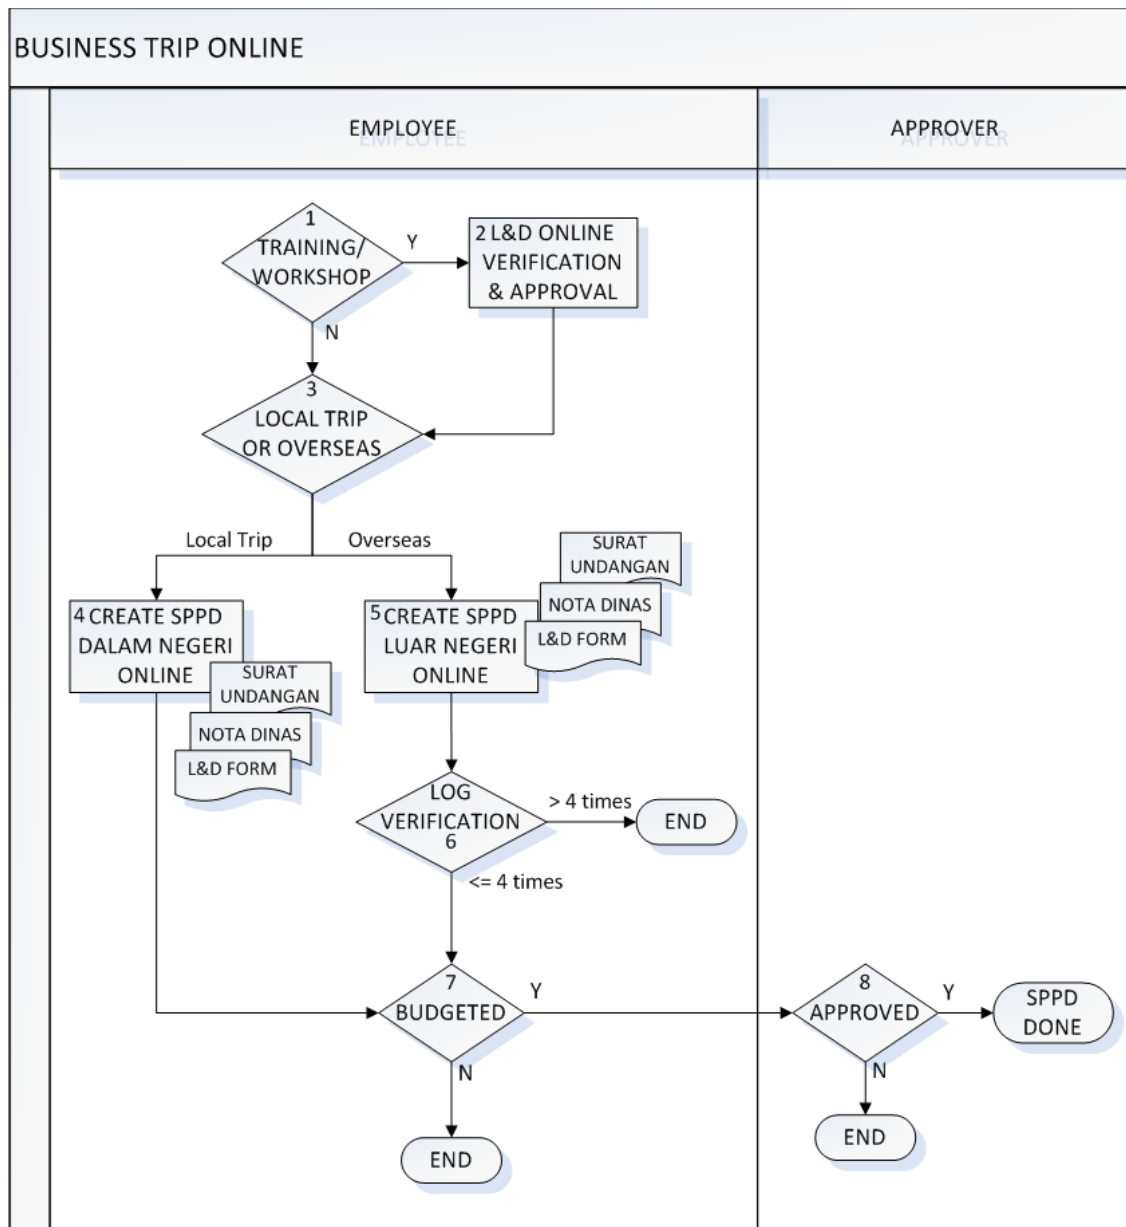 BUSINESS TRIP ONLINE
EMPLOYEE
APPROVER
1
TRAINING/
WORKSHOP
Y
N
2 L&D ONLINE
VERIFICATION
& APPROVAL
3
LOCAL TRIP
OR OVERSEAS
Local Trip
Overseas
4 CREATE SPPD
DALAM NEGERI
ONLINE
SURAT
UNDANGAN
NOTA DINAS
L&D FORM
5 CREATE SPPD
LUAR NEGERI
ONLINE
SURAT
UNDANGAN
NOTA DINAS
L&D FORM
LOG
VERIFICATION
6
> 4 times
END
<= 4 times
7
BUDGETED
Y
N
END
8
APPROVED
Y
SPPD
DONE
N
END